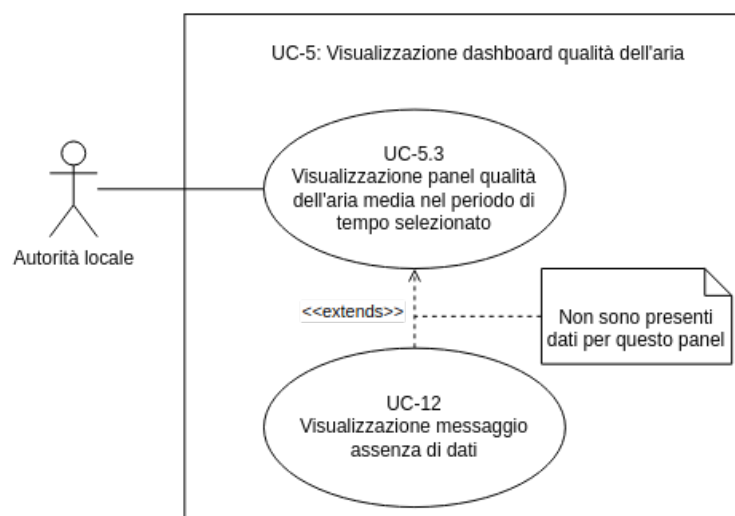 UC-5: Visualizzazione dashboard qualità dell'aria
UC-5.3
Visualizzazione panel qualità
dell'aria media nel periodo di
tempo selezionato
Autorità locale
<<extends>>
Non sono presenti
dati per questo panel
UC-12
Visualizzazione messaggio
assenza di dati